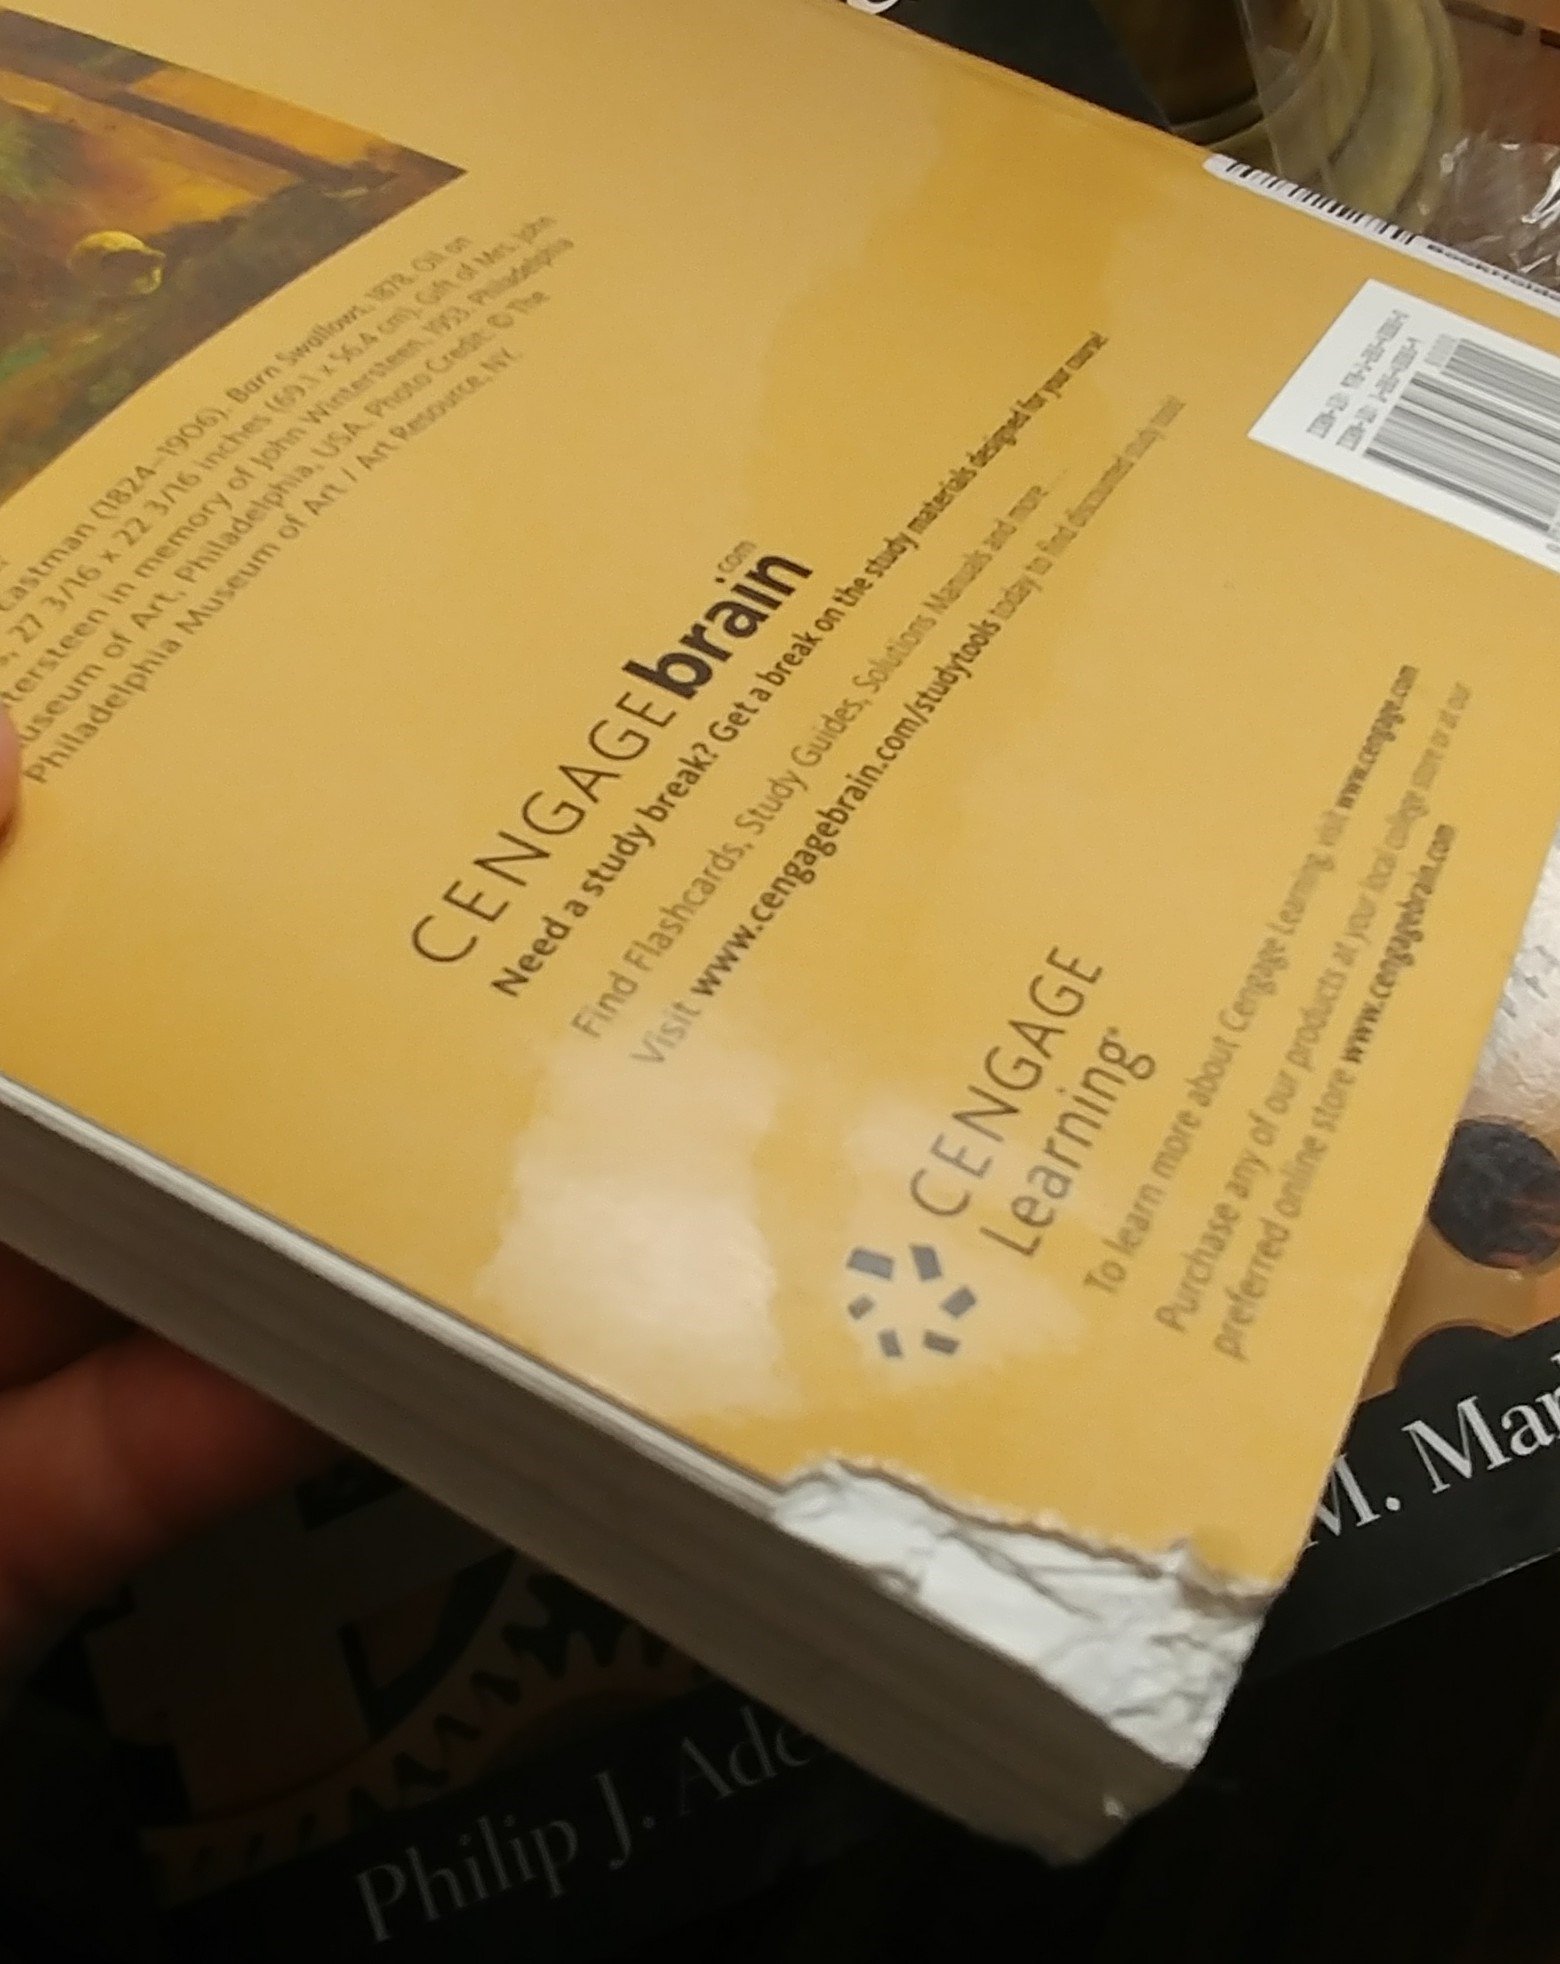 Eastman (1824–1906). Barn Swallows, 1878. Oil on
27 3/16 x 22 3/16 inches (69.1 x 56.4 cm). Gift of Mrs. John
tersteen in memory of John Wintersteen, 1953. Philadelphia
useum of Art, Philadelphia, USA. Photo Credit: © The
Philadelphia Museum of Art / Art Resource, NY.
CENGAGEbrain.com
Need a study break? Get a break on the study materials designed for your course!
Find Flashcards, Study Guides, Solutions Manuals and more
Visit www.cengagebrain.com/studytools today to find discounted study tools!
CENGAGE
Learning®
To learn more about Cengage Learning, visit www.cengage.com
Purchase any of our products at your local college store or at our
preferred online store www.cengagebrain.com
M. Mar
Philip J. Ad